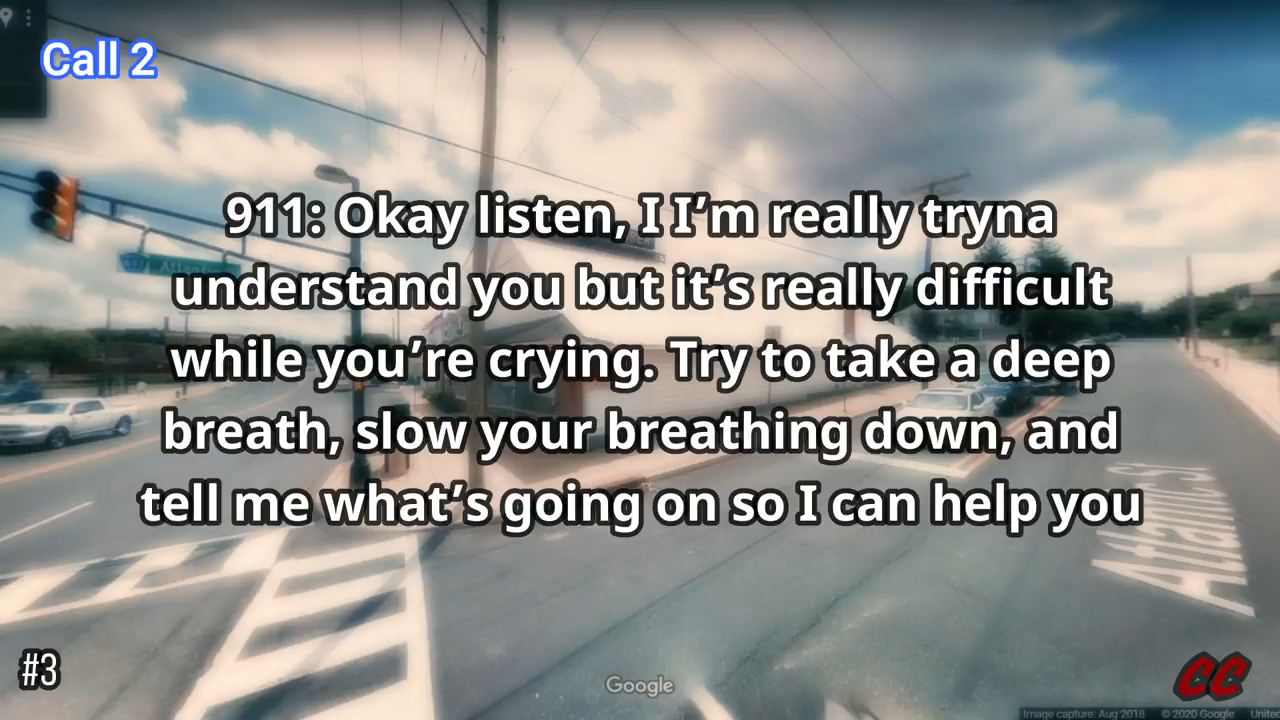 Call 2
911: Okay listen, I I’m really tryna
understand you but it’s really difficult
while you’re crying. Try to take a deep
breath, slow your breathing down, and
tell me what’s going on so I can help you
#3
CC
Google
Image capture: Aug 2018 © 2020 Google United